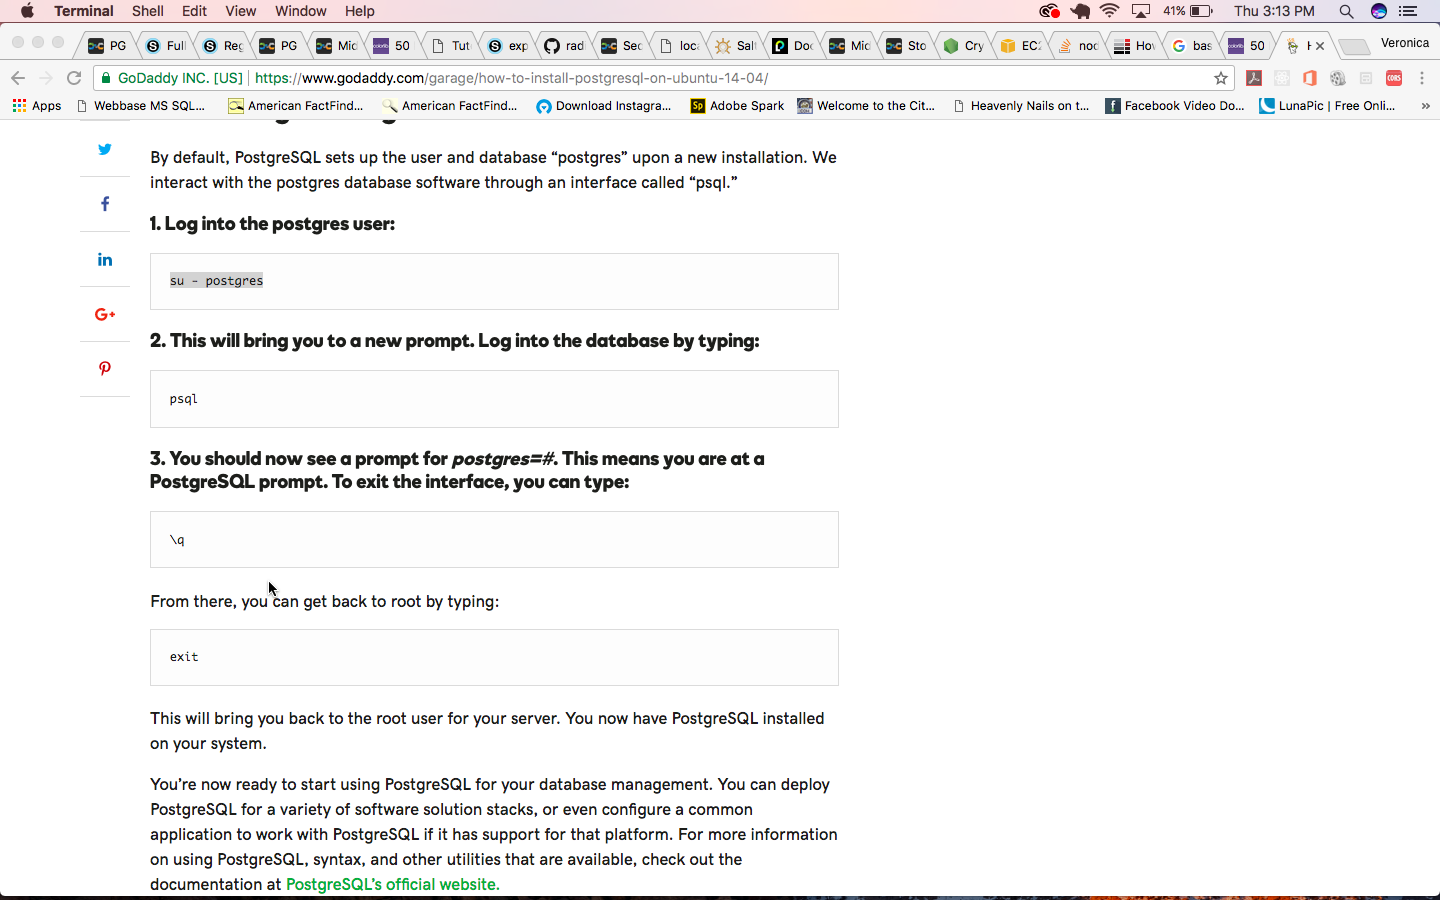 Terminal Shell Edit View Window Help 41% Thu 3:13 PM
PG Full Reg PG Mic 50 Tut exp rad Sec loca Salt Doc Mic Sto Cry EC2 nod Ho bas 50 H Veronica
GoDaddy INC. [US] https://www.godaddy.com/garage/how-to-install-postgresql-on-ubuntu-14-04/
Apps Webbase MS SQL... American FactFind... American FactFind... Download Instagra... Sp Adobe Spark Welcome to the Cit... Heavenly Nails on t... Facebook Video Do... LunaPic | Free Onli... »
By default, PostgreSQL sets up the user and database “postgres” upon a new installation. We
interact with the postgres database software through an interface called “psql.”
1. Log into the postgres user:
su - postgres
2. This will bring you to a new prompt. Log into the database by typing:
psql
3. You should now see a prompt for postgres=#. This means you are at a
PostgreSQL prompt. To exit the interface, you can type:
\q
From there, you can get back to root by typing:
exit
This will bring you back to the root user for your server. You now have PostgreSQL installed
on your system.
You’re now ready to start using PostgreSQL for your database management. You can deploy
PostgreSQL for a variety of software solution stacks, or even configure a common
application to work with PostgreSQL if it has support for that platform. For more information
on using PostgreSQL, syntax, and other utilities that are available, check out the
documentation at PostgreSQL’s official website.